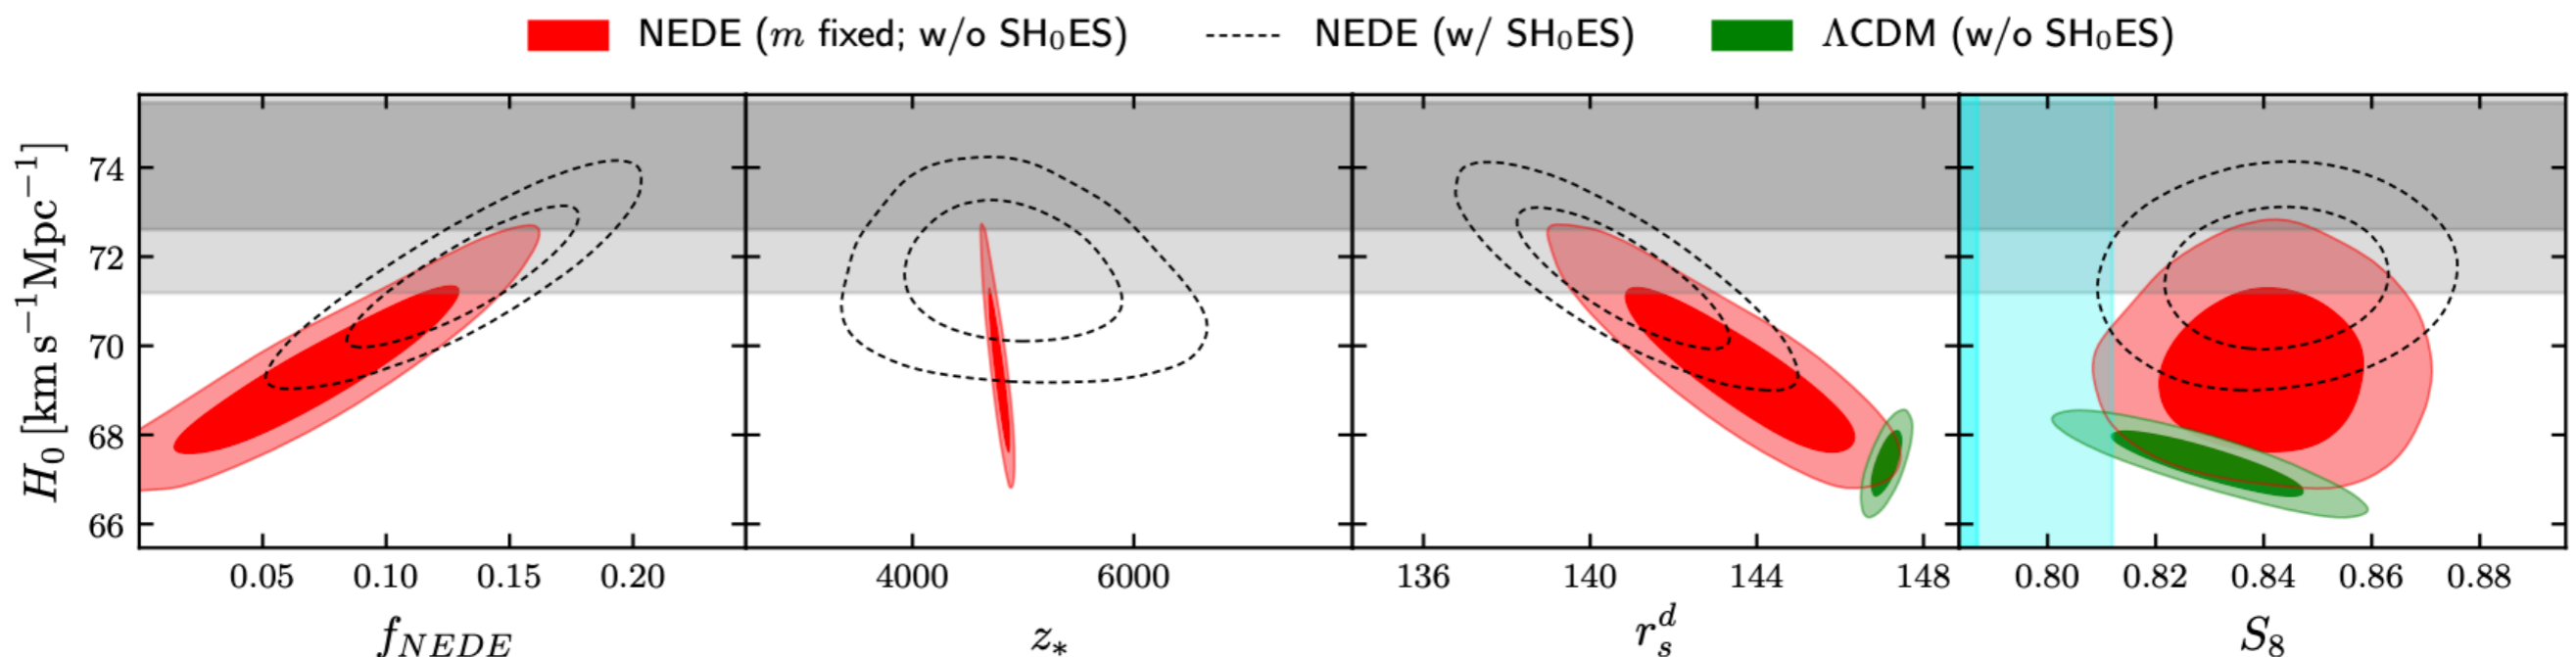 NEDE (m fixed; w/o SH₀ES) NEDE (w/ SH₀ES) ΛCDM (w/o SH₀ES)
H₀ [km s⁻¹Mpc⁻¹]
74
72
70
68
66
0.05 0.10 0.15 0.20 4000 6000 136 140 144 148 0.80 0.82 0.84 0.86 0.88
f_NEDE z_* r_s^d S₈